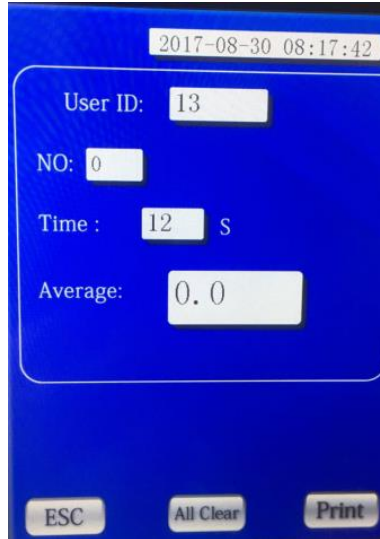 2017-08-30 08:17:42
User ID: 13
NO: 0
Time : 12 S
Average: 0.0
ESC All Clear Print